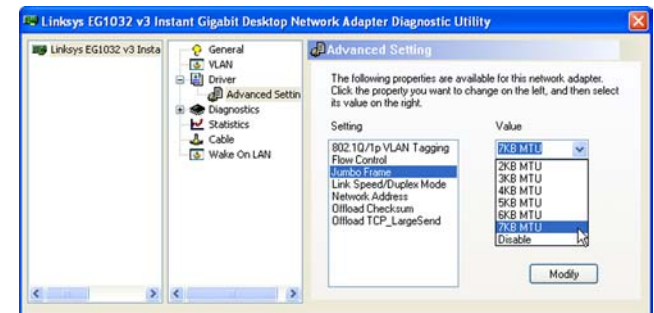 Linksys EG1032 v3 Instant Gigabit Desktop Network Adapter Diagnostic Utility
Linksys EG1032 v3 Insta
General
VLAN
Driver
Advanced Settin
Diagnostics
Statistics
Cable
Wake On LAN
Advanced Setting
The following properties are available for this network adapter.
Click the property you want to change on the left, and then select
its value on the right.
Setting
Value
802.1Q/1p VLAN Tagging
Flow Control
Jumbo Frame
Link Speed/Duplex Mode
Network Address
Offload Checksum
Offload TCP_LargeSend
7KB MTU
2KB MTU
3KB MTU
4KB MTU
5KB MTU
6KB MTU
7KB MTU
Disable
Modify